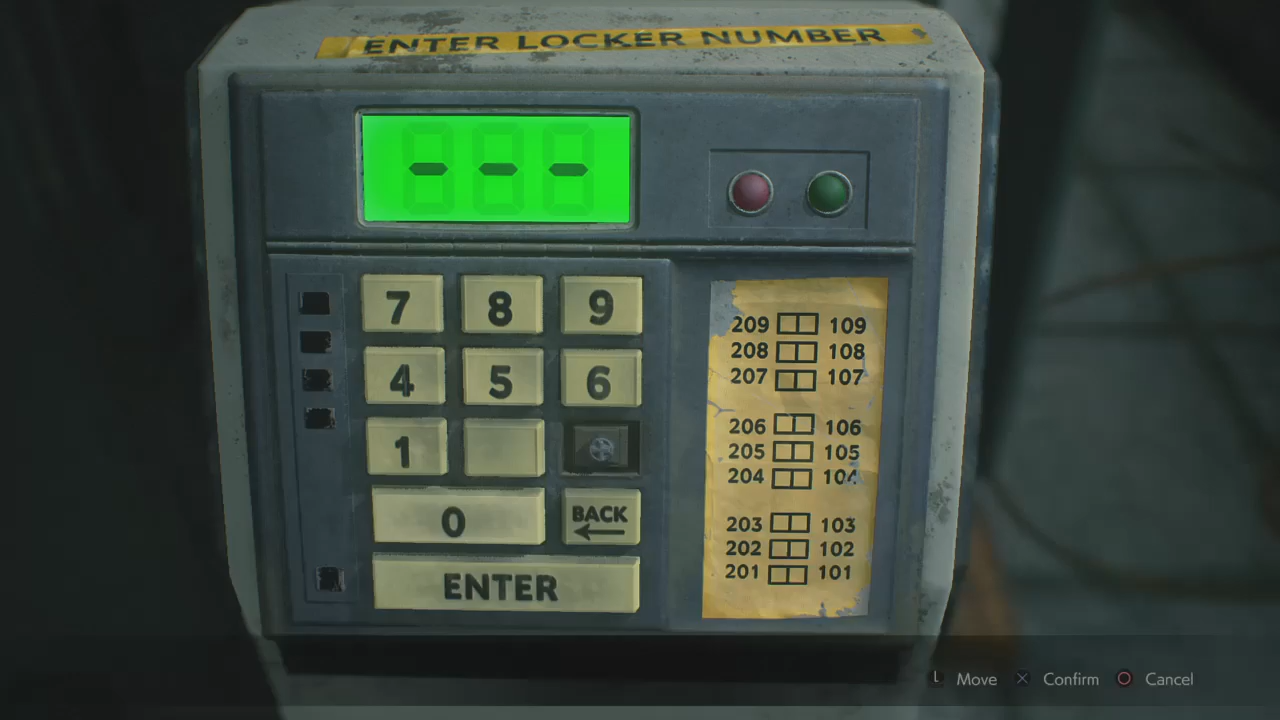 ENTER LOCKER NUMBER
- - -
7 8 9
4 5 6
1
0 BACK
ENTER
209 109
208 108
207 107
206 106
205 105
204 104
203 103
202 102
201 101
L Move X Confirm O Cancel